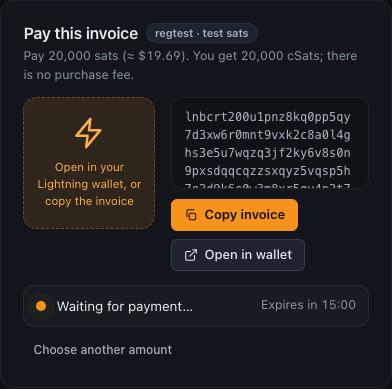 Pay this invoice regtest · test sats
Pay 20,000 sats (≈ $19.69). You get 20,000 cSats; there
is no purchase fee.
Open in your
Lightning wallet, or
copy the invoice
lnbcrt200u1pnz8kq0pp5qy
7d3xw6r0mnt9vxk2c8a0l4g
hs3e5u7wqzq3jf2ky6v8s0n
9pxsdqqcqzzsxqyz5vqsp5h
Copy invoice
Open in wallet
Waiting for payment...
Expires in 15:00
Choose another amount